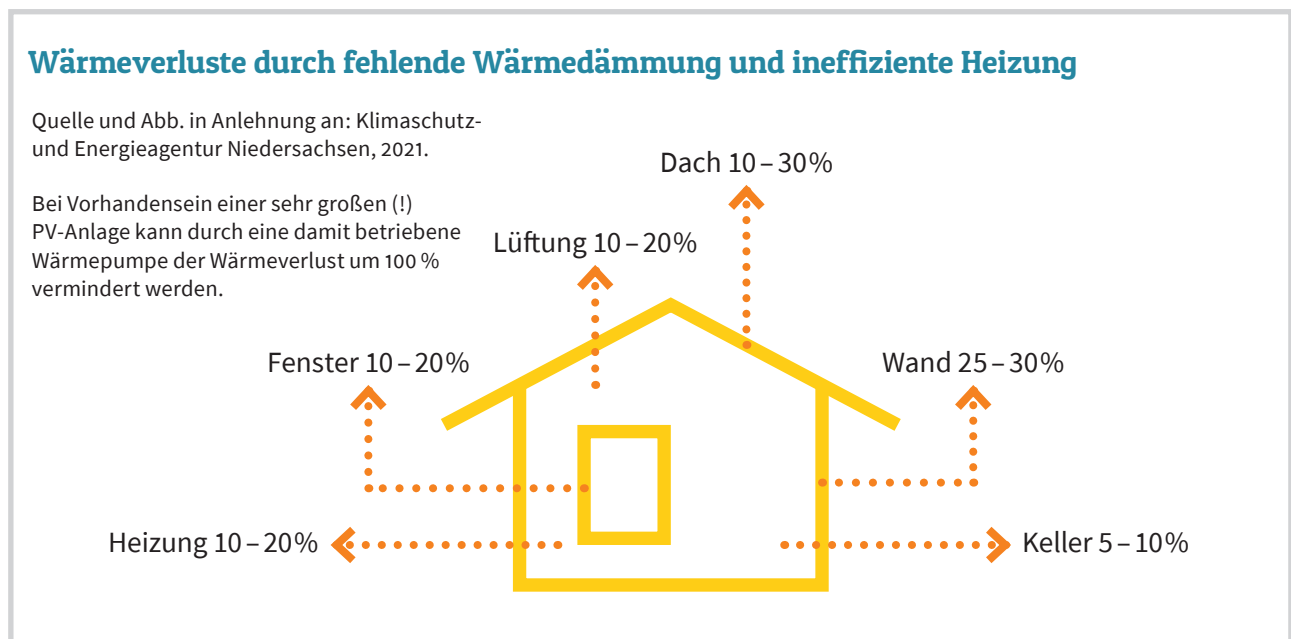 Wärmeverluste durch fehlende Wärmedämmung und ineffiziente Heizung
Quelle und Abb. in Anlehnung an: Klimaschutz-
und Energieagentur Niedersachsen, 2021.
Bei Vorhandensein einer sehr großen (!)
PV-Anlage kann durch eine damit betriebene
Wärmepumpe der Wärmeverlust um 100 %
vermindert werden.
Dach 10 – 30%
Lüftung 10 – 20%
Fenster 10 – 20%
Wand 25 – 30%
Heizung 10 – 20%
Keller 5 – 10%